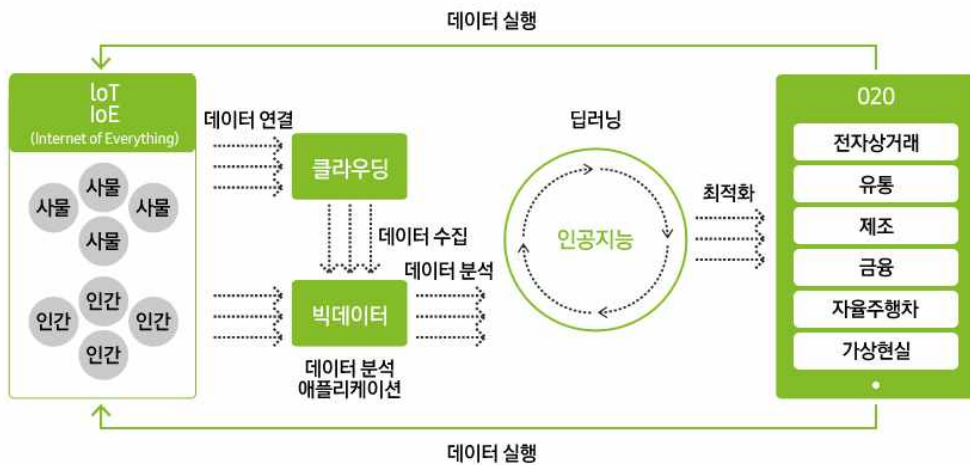 데이터 실행
loT
IoE
(Internet of Everything)
사물
사물
사물
사물
인간
인간
인간
인간
데이터 연결
클라우딩
데이터 수집
빅데이터
데이터 분석
애플리케이션
데이터 분석
딥러닝
인공지능
최적화
020
전자상거래
유통
제조
금융
자율주행차
가상현실
데이터 실행